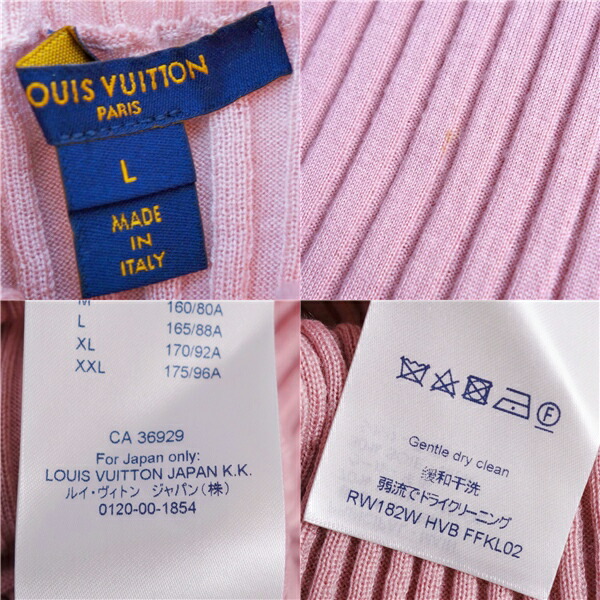 OUIS VUITTON
PARIS
L
MADE
IN
ITALY
M 160/80A
L 165/88A
XL 170/92A
XXL 175/96A
CA 36929
For Japan only:
LOUIS VUITTON JAPAN K.K.
ルイ・ヴィトン ジャパン(株)
0120-00-1854
F
Gentle dry clean
缓和干洗
弱流でドライクリーニング
RW182W HVB FFKL02